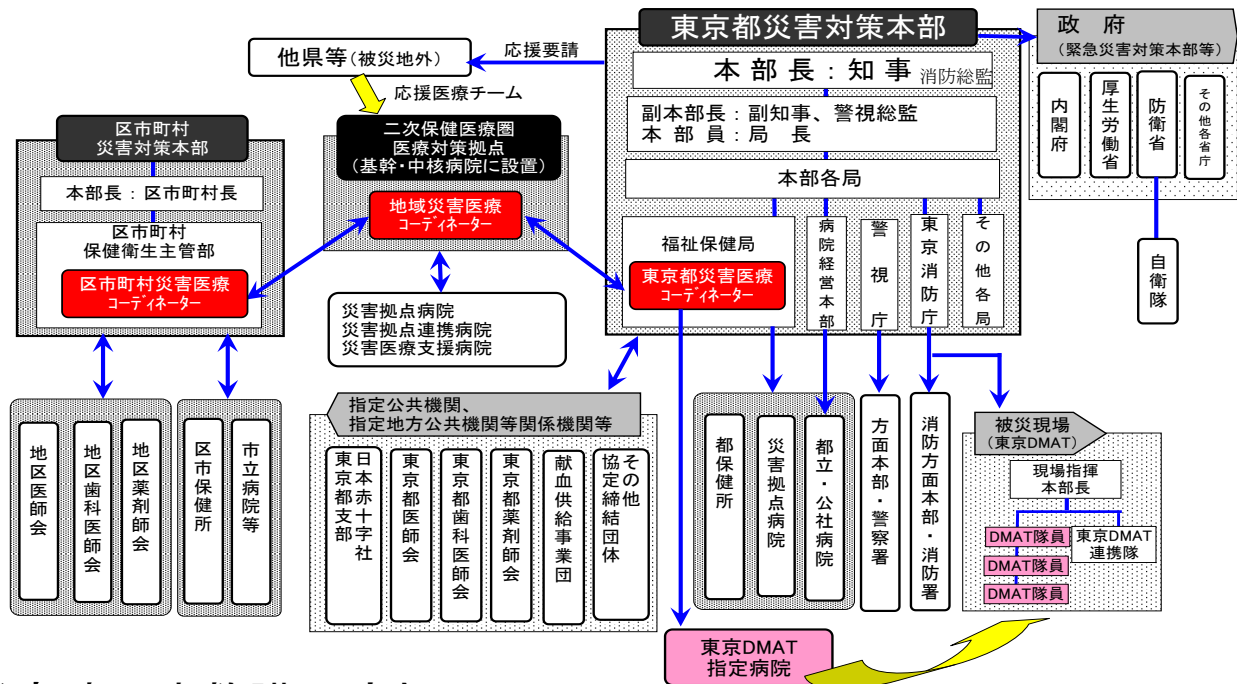 東京都災害対策本部
本部長：知事 消防総監
副本部長：副知事、警視総監
本部員：局長
本部各局
福祉保健局
東京都災害医療
コーディネーター
病院経営本部
警視庁
東京消防庁
その他各局
政府
（緊急災害対策本部等）
内閣府
厚生労働省
防衛省
その他各省庁
自衛隊
応援要請
他県等（被災地外）
応援医療チーム
二次保健医療圏
医療対策拠点
（基幹・中核病院に設置）
地域災害医療
コーディネーター
災害拠点病院
災害拠点連携病院
災害医療支援病院
区市町村
災害対策本部
本部長：区市町村長
区市町村
保健衛生主管部
区市町村災害医療
コーディネーター
地区医師会
地区歯科医師会
地区薬剤師会
区市保健所
市立病院等
指定公共機関、
指定地方公共機関等関係機関等
日本赤十字社
東京都支部
東京都医師会
東京都歯科医師会
東京都薬剤師会
献血供給事業団
その他
協定締結団体
都保健所
災害拠点病院
都立・公社病院
方面本部・警察署
消防方面本部・消防署
被災現場
（東京DMAT）
現場指揮
本部長
DMAT隊員
DMAT隊員
DMAT隊員
東京DMAT
連携隊
東京DMAT
指定病院